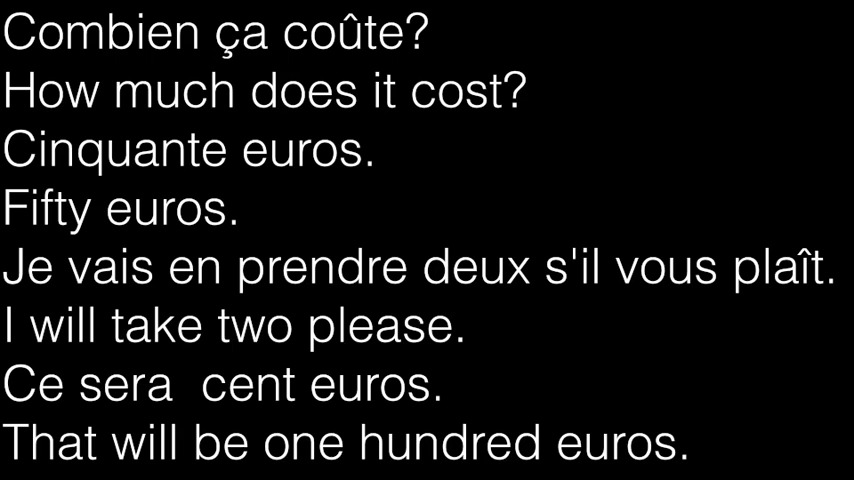 Combien ça coûte?
How much does it cost?
Cinquante euros.
Fifty euros.
Je vais en prendre deux s'il vous plaît.
I will take two please.
Ce sera  cent euros.
That will be one hundred euros.